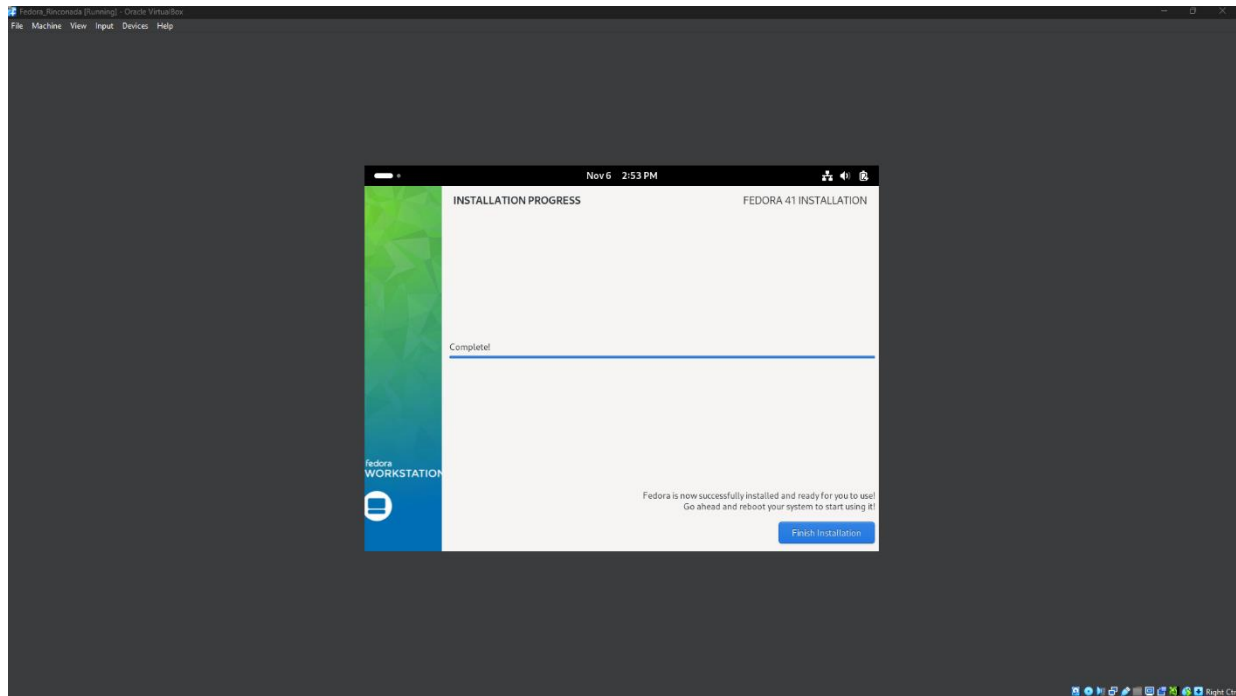 Fedora_Rinconada [Running] - Oracle VirtualBox
File Machine View Input Devices Help
Nov 6 2:53 PM
INSTALLATION PROGRESS
FEDORA 41 INSTALLATION
Complete!
fedora
WORKSTATION
Fedora is now successfully installed and ready for you to use!
Go ahead and reboot your system to start using it!
Finish Installation
Right Ctr